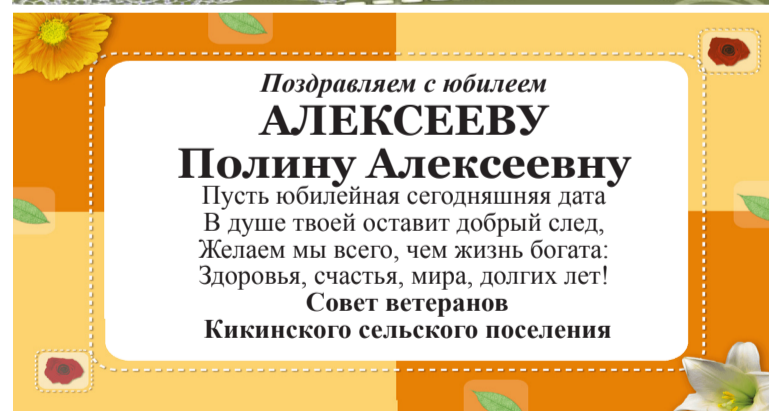 Поздравляем с юбилеем
АЛЕКСЕЕВУ
Полину Алексеевну
Пусть юбилейная сегодняшняя дата
В душе твоей оставит добрый след,
Желаем мы всего, чем жизнь богата:
Здоровья, счастья, мира, долгих лет!
Совет ветеранов
Кикинского сельского поселения